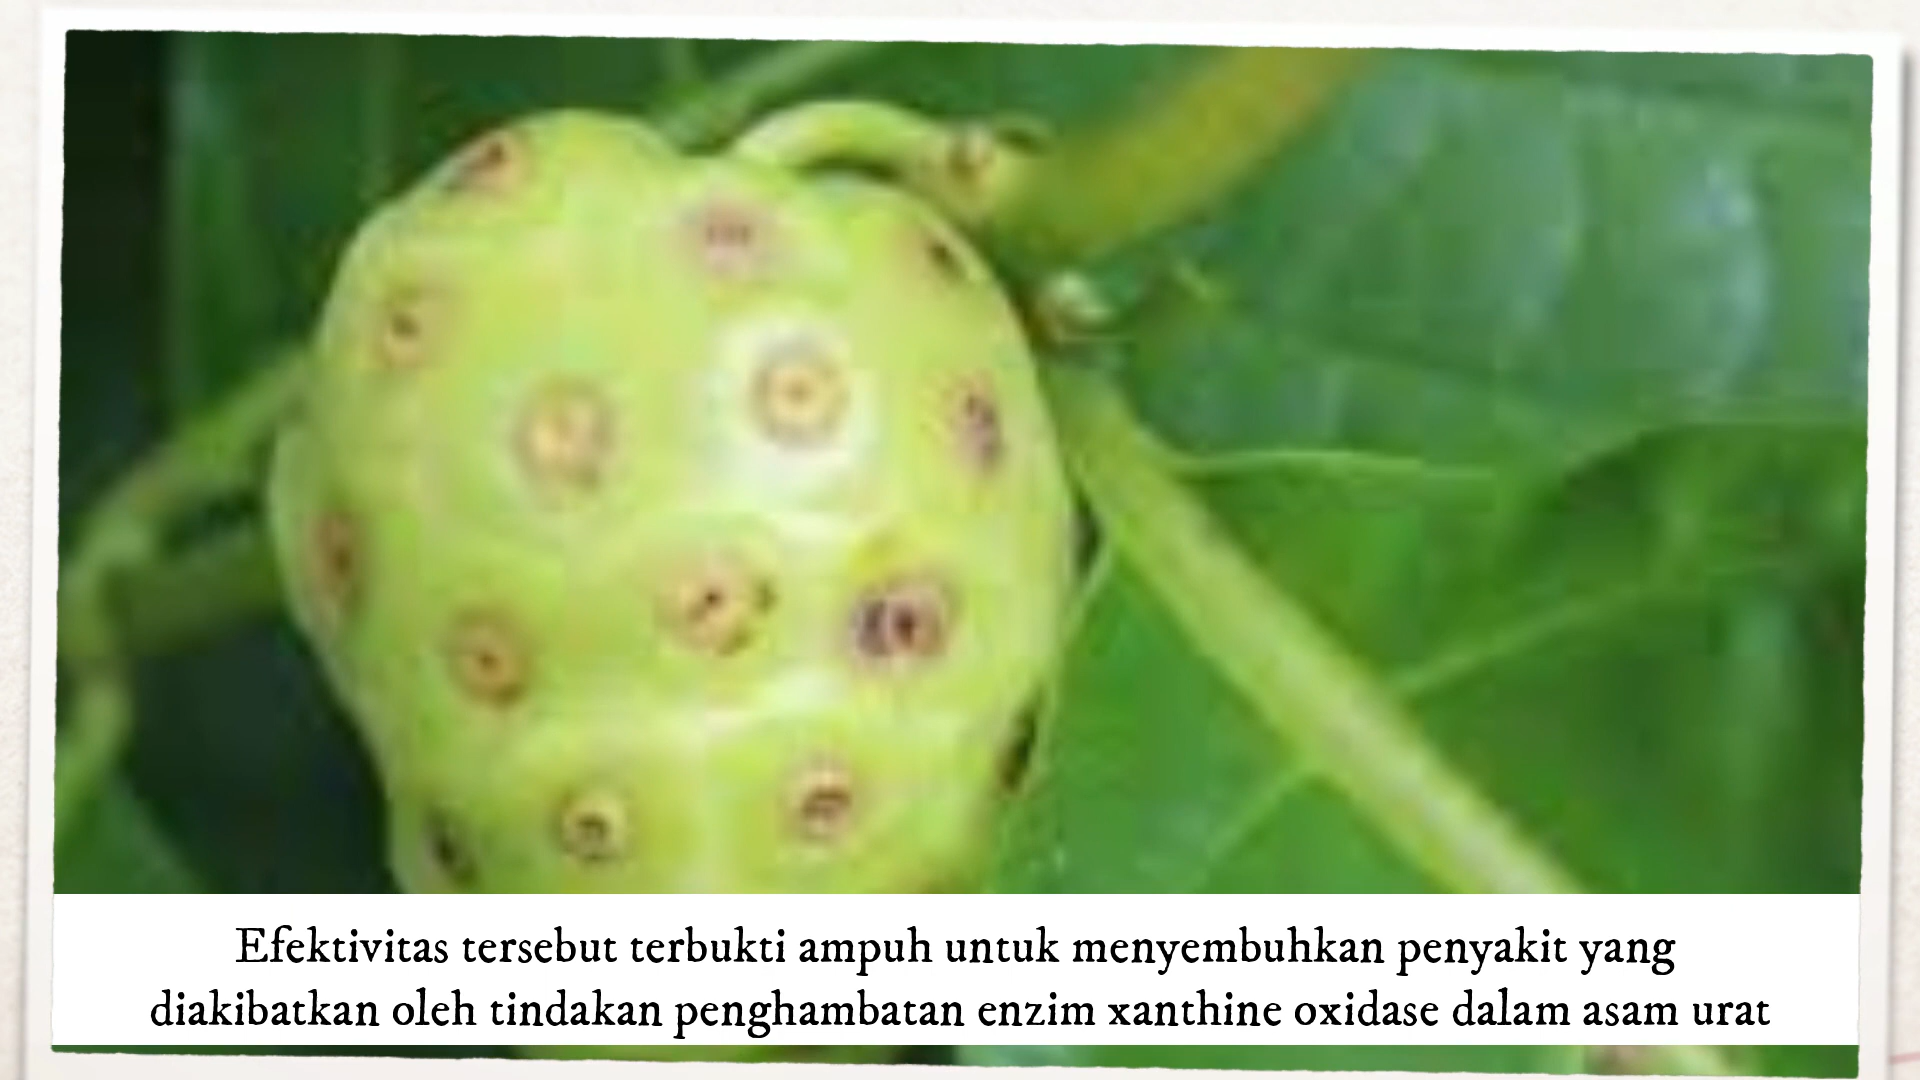 Efektivitas tersebut terbukti ampuh untuk menyembuhkan penyakit yang
diakibatkan oleh tindakan penghambatan enzim xanthine oxidase dalam asam urat